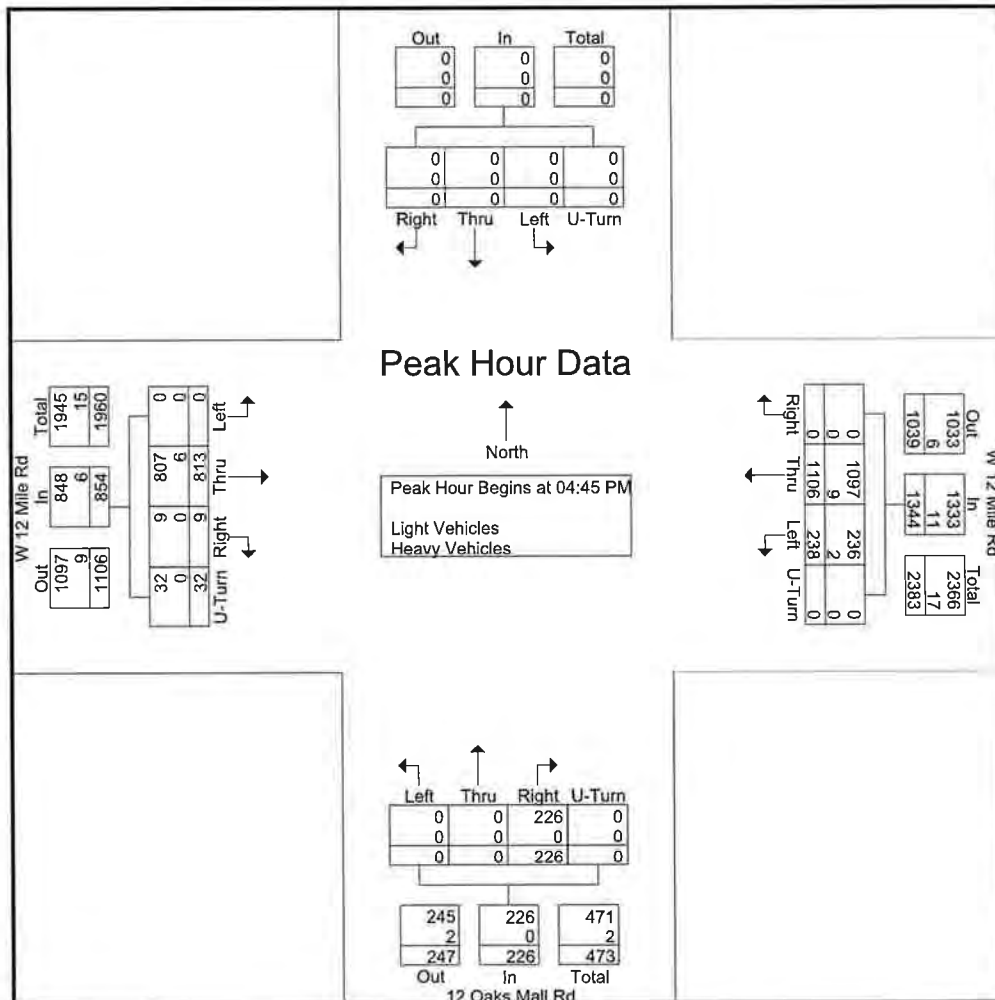 Out In Total
0 0 0
0 0 0
0 0 0
0 0 0 0
0 0 0 0
0 0 0 0
Right Thru Left U-Turn
Peak Hour Data
North
Peak Hour Begins at 04:45 PM
Light Vehicles
Heavy Vehicles
W 12 Mile Rd
Total In Out
1945 848 1097
15 6 9
1960 854 1106
0 807 9 32
0 6 0 0
0 813 9 32
Left Thru Right U-Turn
Right Thru Left U-Turn
0 1106 238 0
0 9 2 0
0 1097 236 0
1039 1344 2383
6 11 17
1033 1333 2366
Out In Total
W 12 Mile Rd
Left Thru Right U-Turn
0 0 226 0
0 0 0 0
0 0 226 0
245 226 471
2 0 2
247 226 473
Out In Total
12 Oaks Mall Rd